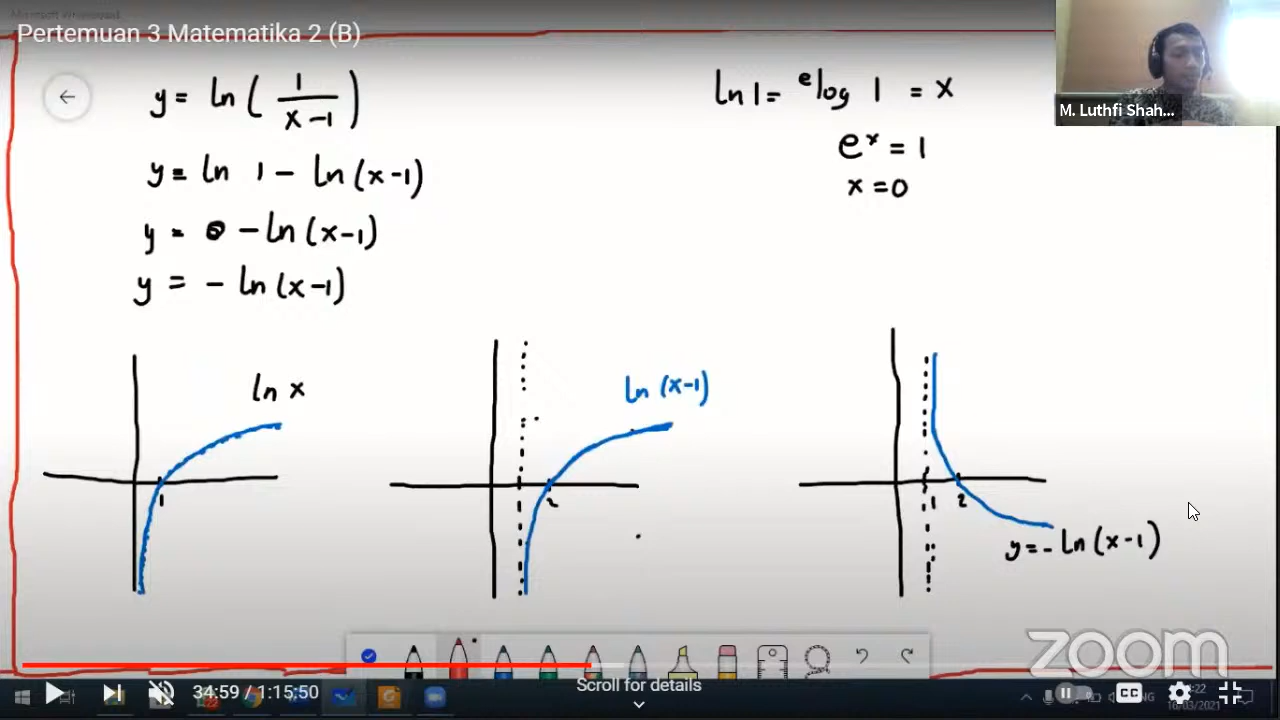 Pertemuan 3 Matematika 2 (B)
M. Luthfi Shah...
y = ln ( 1 / x-1 )
y = ln 1 - ln (x-1)
y = 0 - ln (x-1)
y = - ln (x-1)
ln 1 = ᵉlog 1 = x
eˣ = 1
x = 0
ln x
1
ln (x-1)
2
1 2
y = - ln (x-1)
zoom
34:59 / 1:15:50
Scroll for details
CC